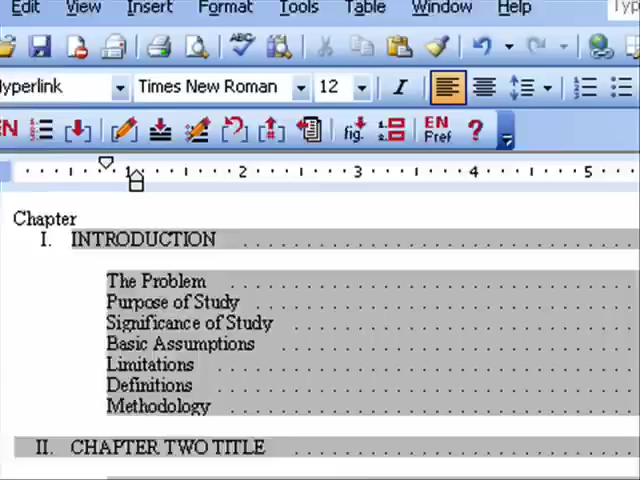 Edit View Insert Format Tools Table Window Help Typ
yperlink Times New Roman 12 I
EN fig. EN Pref ?
1 2 3 4 5
Chapter
I. INTRODUCTION . . . . . . . . . . . . . . . . . . . . . . . . . . . . . .
The Problem . . . . . . . . . . . . . . . . . . . . . . . . . . . . . . .
Purpose of Study . . . . . . . . . . . . . . . . . . . . . . . . . . . .
Significance of Study . . . . . . . . . . . . . . . . . . . . . . . . . .
Basic Assumptions . . . . . . . . . . . . . . . . . . . . . . . . . . .
Limitations . . . . . . . . . . . . . . . . . . . . . . . . . . . . . . . .
Definitions . . . . . . . . . . . . . . . . . . . . . . . . . . . . . . . .
Methodology . . . . . . . . . . . . . . . . . . . . . . . . . . . . . .
II. CHAPTER TWO TITLE . . . . . . . . . . . . . . . . . . . . . . . . . .